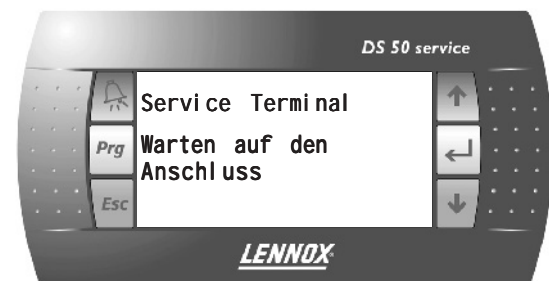 DS 50 service
Service Terminal
Prg
Warten auf den
Anschluss
Esc
LENNOX